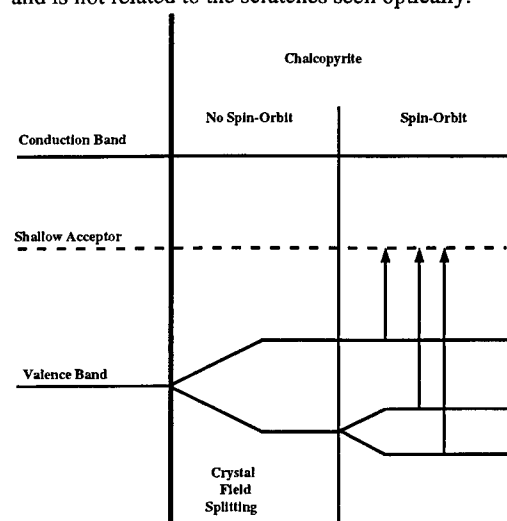 and is not related to the scratches seen optically.
Chalcopyrite
No Spin-Orbit
Spin-Orbit
Conduction Band
Shallow Acceptor
Valence Band
Crystal
Field
Splitting